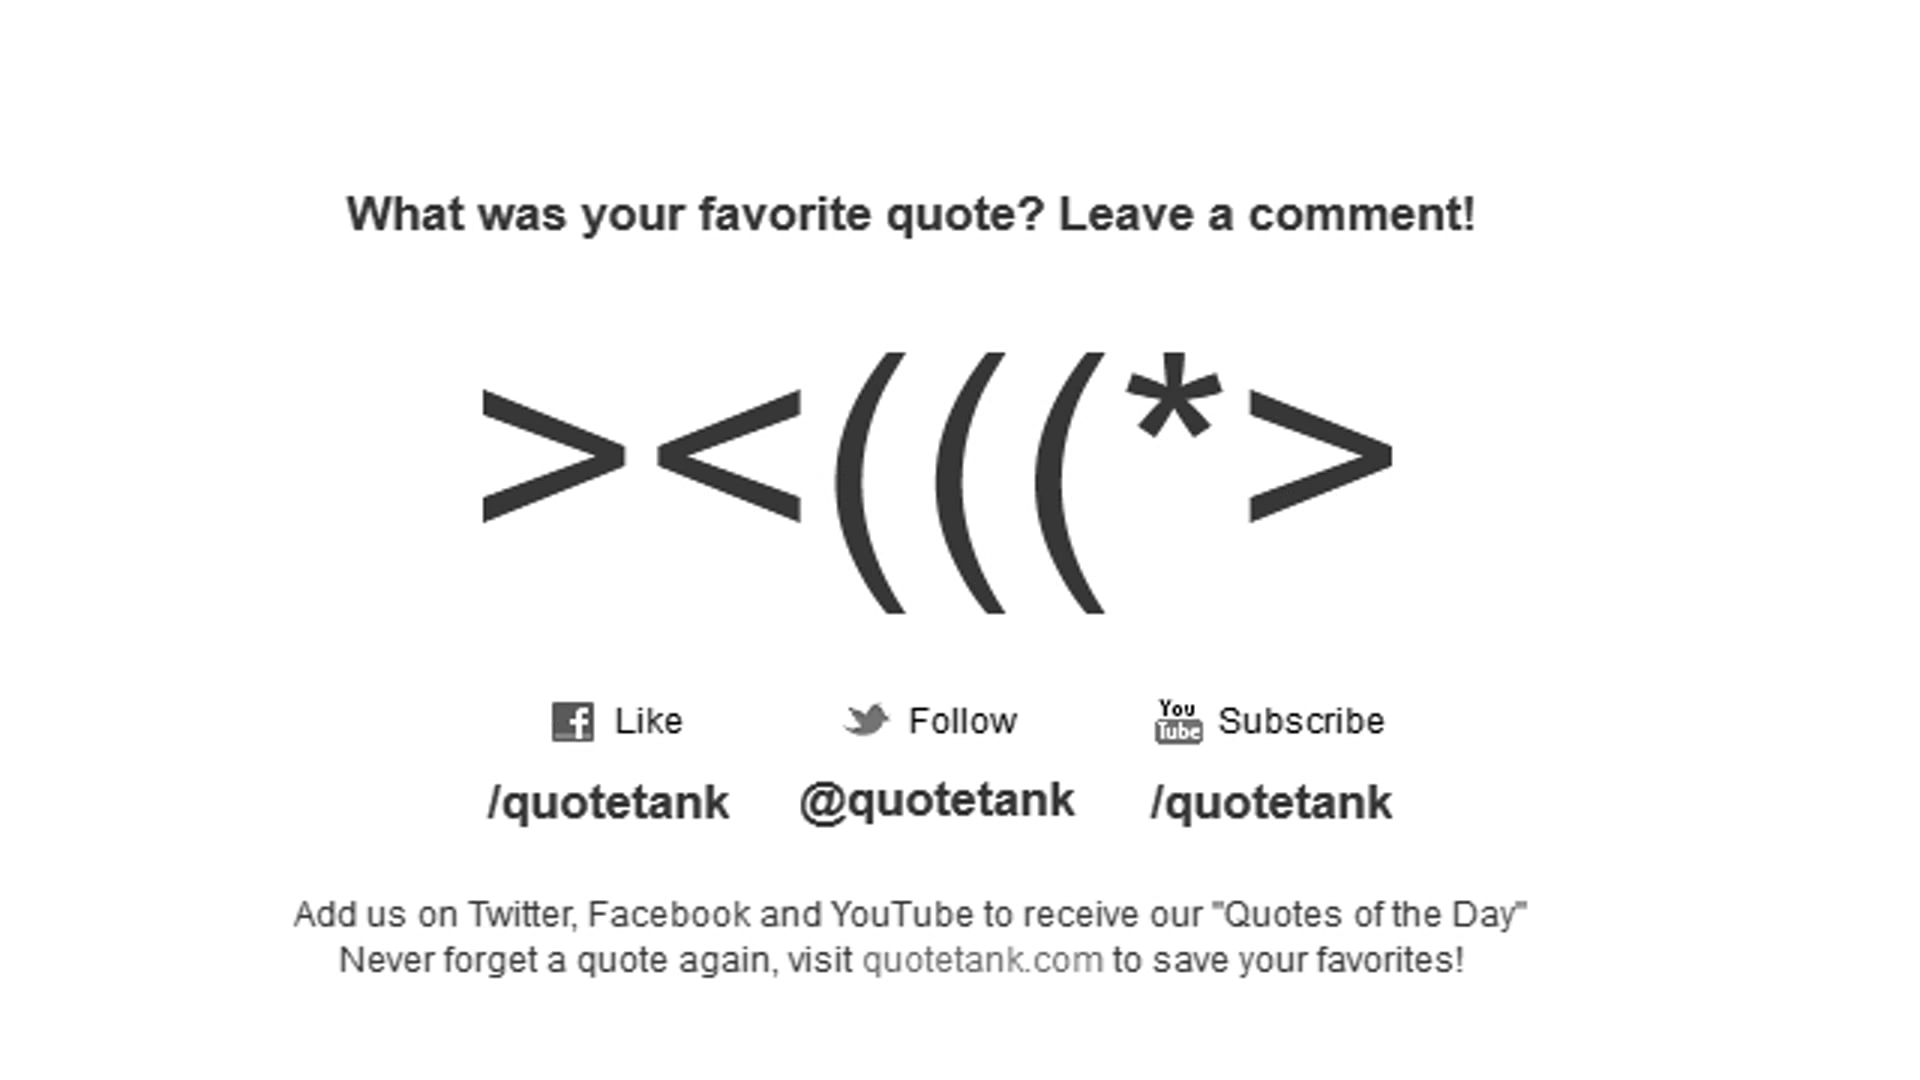 What was your favorite quote? Leave a comment!
><(((*>
f Like Follow You Tube Subscribe
/quotetank @quotetank /quotetank
Add us on Twitter, Facebook and YouTube to receive our "Quotes of the Day"
Never forget a quote again, visit quotetank.com to save your favorites!